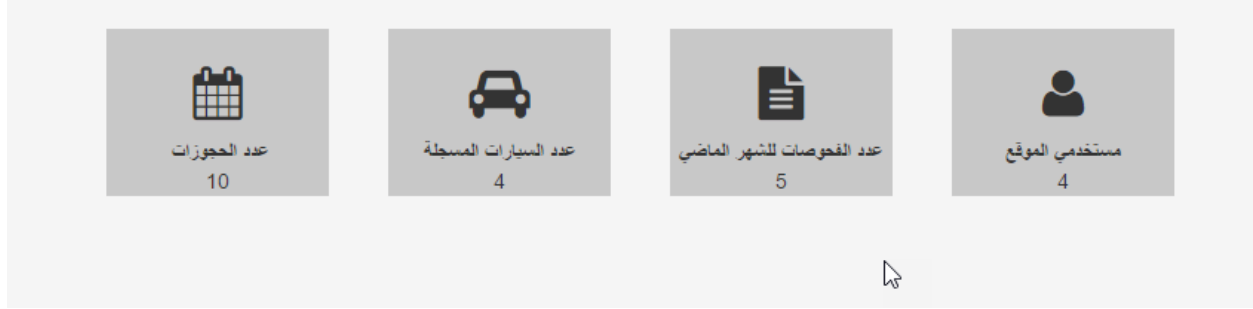 مستخدمي الموقع
4
عدد الفحوصات للشهر الماضي
5
عدد السيارات المسجلة
4
عدد الحجوزات
10